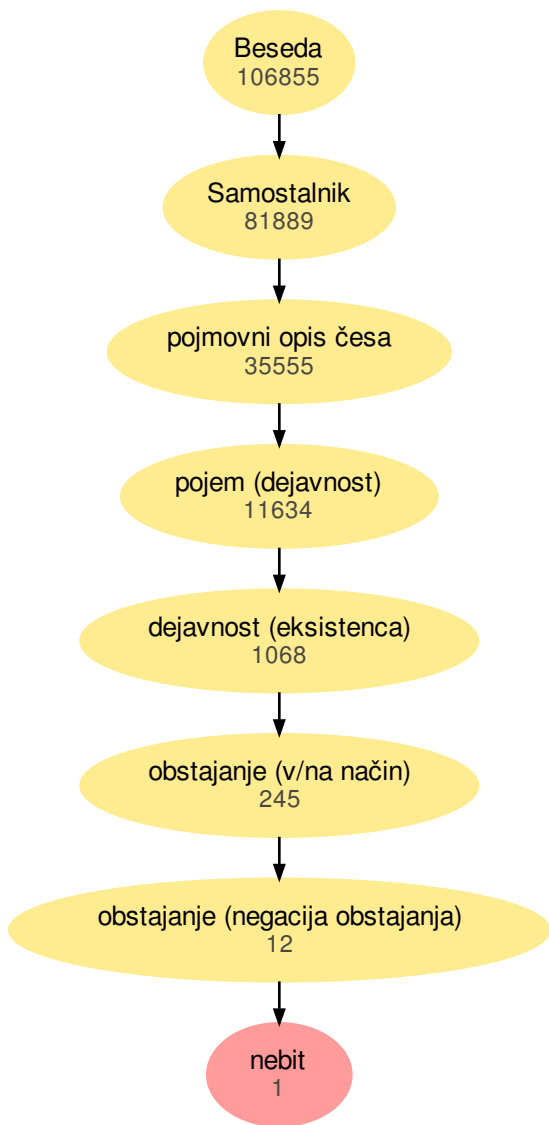 Beseda
106855
Samostalnik
81889
pojmovni opis česa
35555
pojem (dejavnost)
11634
dejavnost (eksistenca)
1068
obstajanje (v/na način)
245
obstajanje (negacija obstajanja)
12
nebit
1